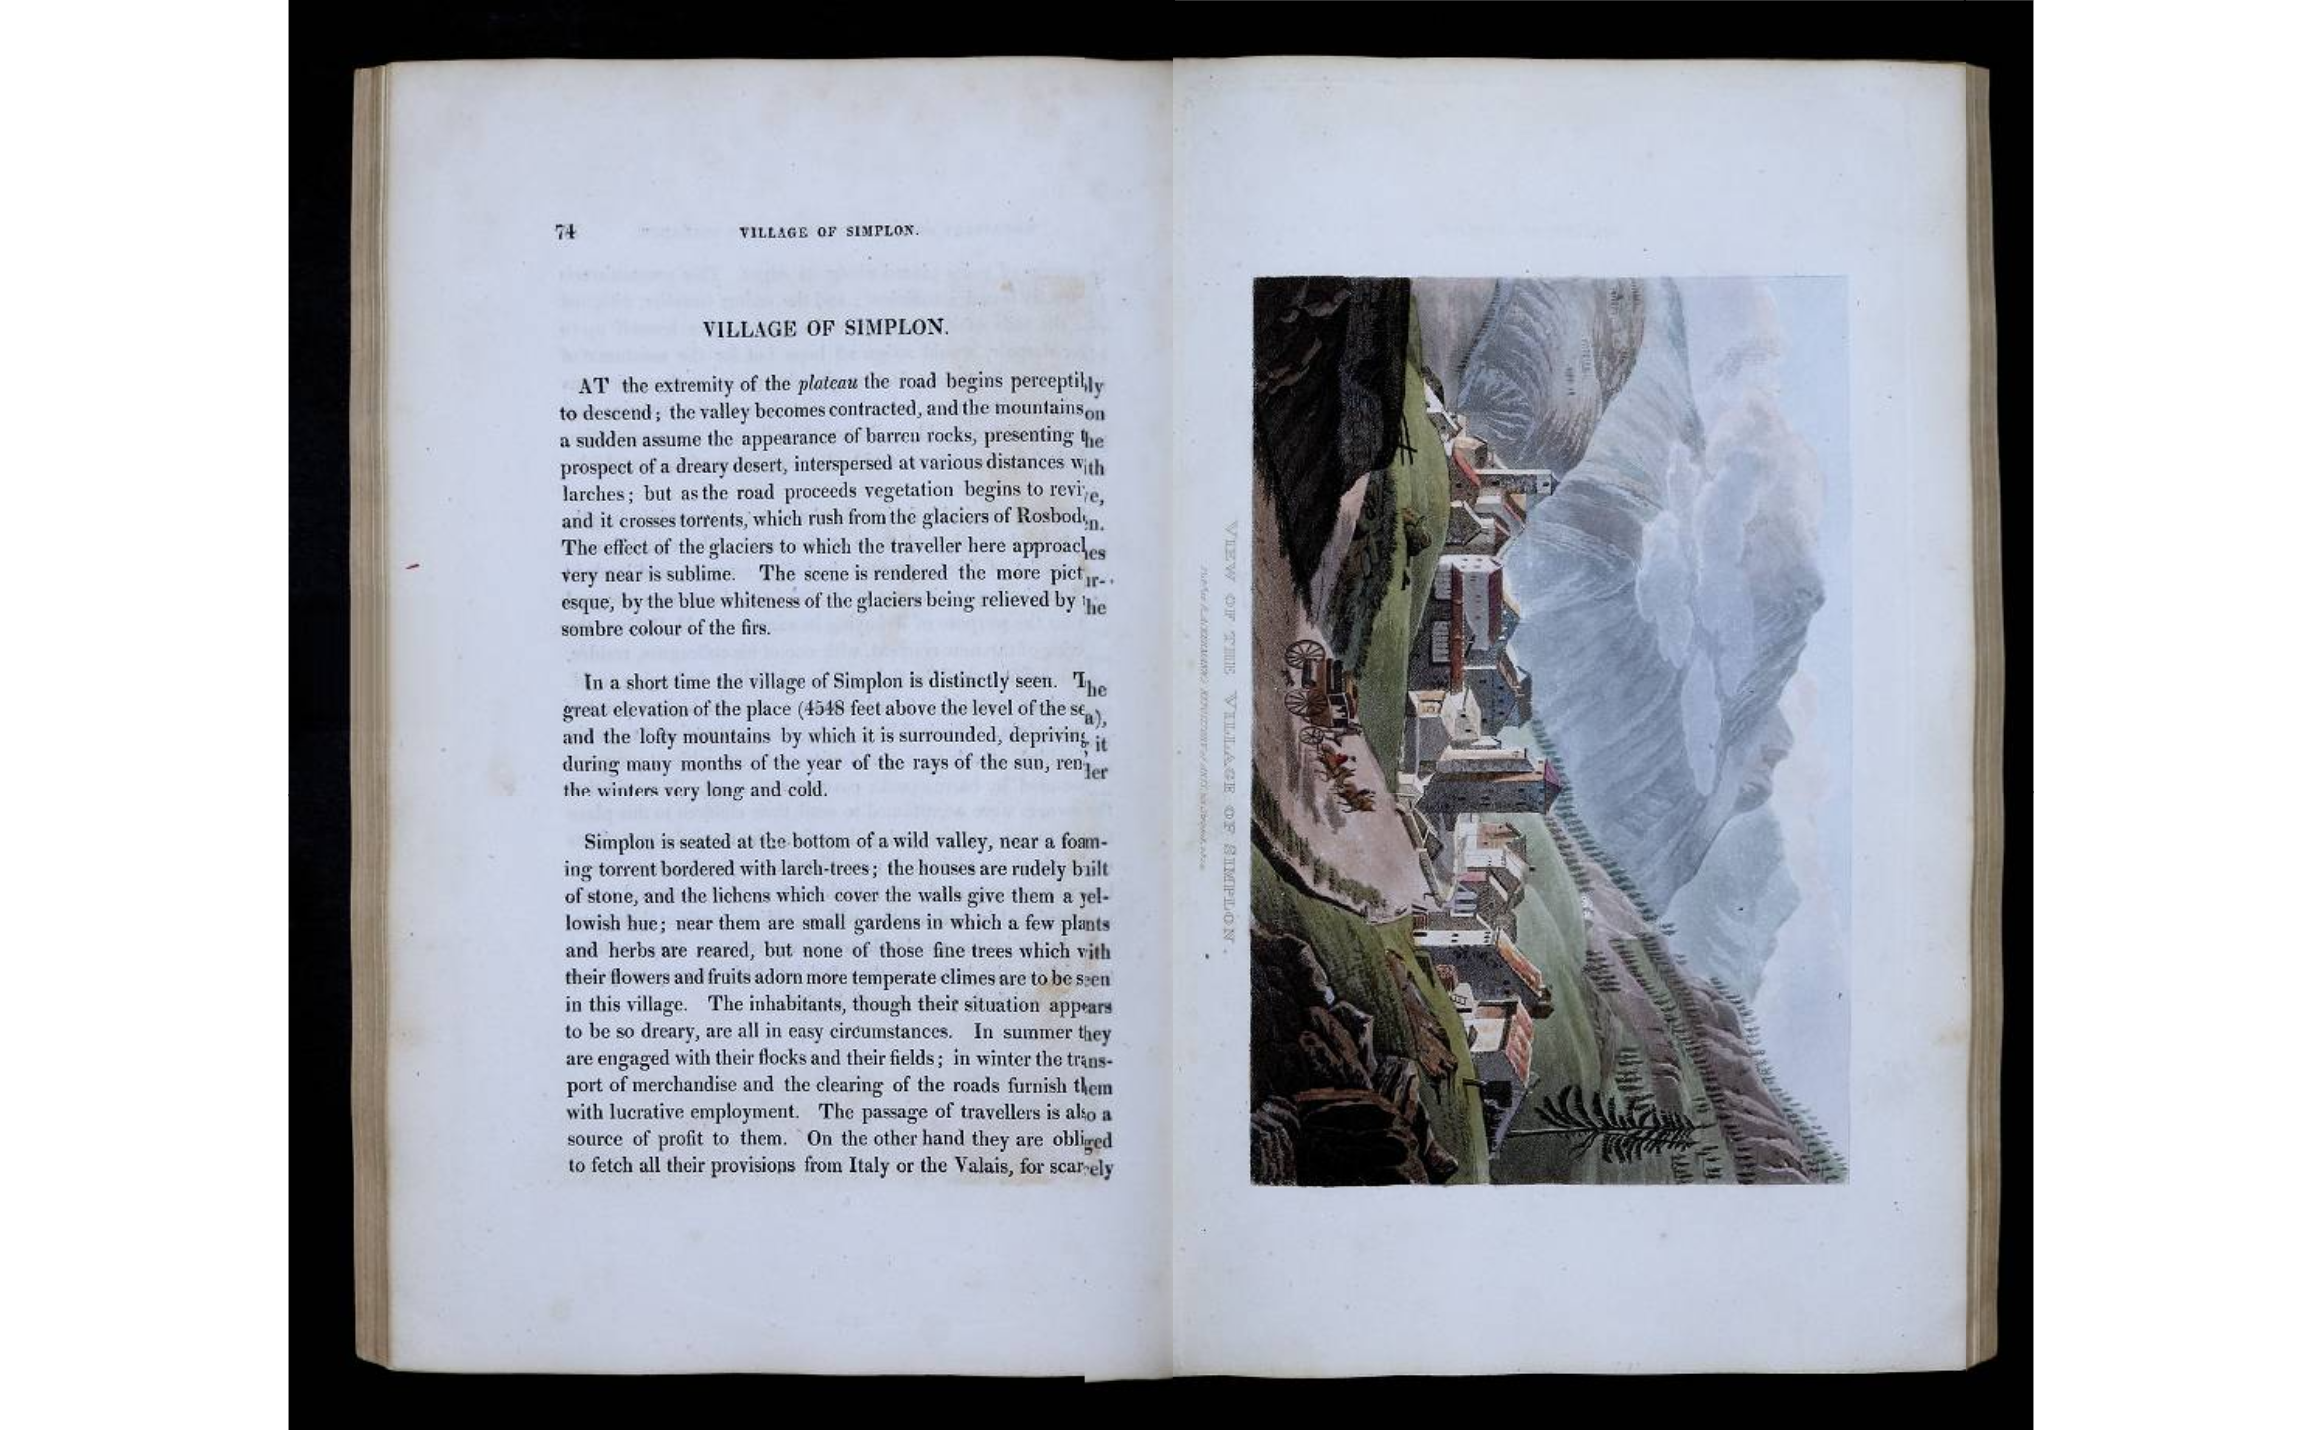 74
VILLAGE OF SIMPLON.
VILLAGE OF SIMPLON.
AT the extremity of the plateau the road begins perceptibly
to descend; the valley becomes contracted, and the mountains on
a sudden assume the appearance of barren rocks, presenting the
prospect of a dreary desert, interspersed at various distances with
larches; but as the road proceeds vegetation begins to revive,
and it crosses torrents, which rush from the glaciers of Rosboden.
The effect of the glaciers to which the traveller here approaches
very near is sublime. The scene is rendered the more pictur-
esque, by the blue whiteness of the glaciers being relieved by the
sombre colour of the firs.
In a short time the village of Simplon is distinctly seen. The
great elevation of the place (4548 feet above the level of the sea),
and the lofty mountains by which it is surrounded, depriving it
during many months of the year of the rays of the sun, render
the winters very long and cold.
Simplon is seated at the bottom of a wild valley, near a foam-
ing torrent bordered with larch-trees; the houses are rudely built
of stone, and the lichens which cover the walls give them a yel-
lowish hue; near them are small gardens in which a few plants
and herbs are reared, but none of those fine trees which with
their flowers and fruits adorn more temperate climes are to be seen
in this village. The inhabitants, though their situation appears
to be so dreary, are all in easy circumstances. In summer they
are engaged with their flocks and their fields; in winter the trans-
port of merchandise and the clearing of the roads furnish them
with lucrative employment. The passage of travellers is also a
source of profit to them. On the other hand they are obliged
to fetch all their provisions from Italy or the Valais, for scarcely
VIEW OF THE VILLAGE OF SIMPLON.